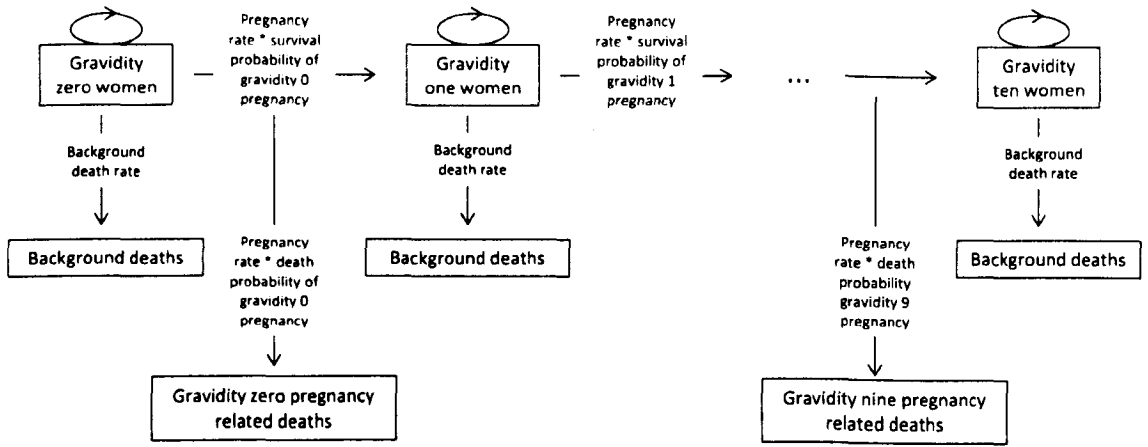 Gravidity
zero women
Pregnancy
rate * survival
probability of
gravidity 0
pregnancy
Gravidity
one women
Pregnancy
rate * survival
probability of
gravidity 1
pregnancy
...
Gravidity
ten women
Background
death rate
Background
death rate
Background
death rate
Background deaths
Pregnancy
rate * death
probability of
gravidity 0
pregnancy
Background deaths
Pregnancy
rate * death
probability
gravidity 9
pregnancy
Background deaths
Gravidity zero pregnancy
related deaths
Gravidity nine pregnancy
related deaths